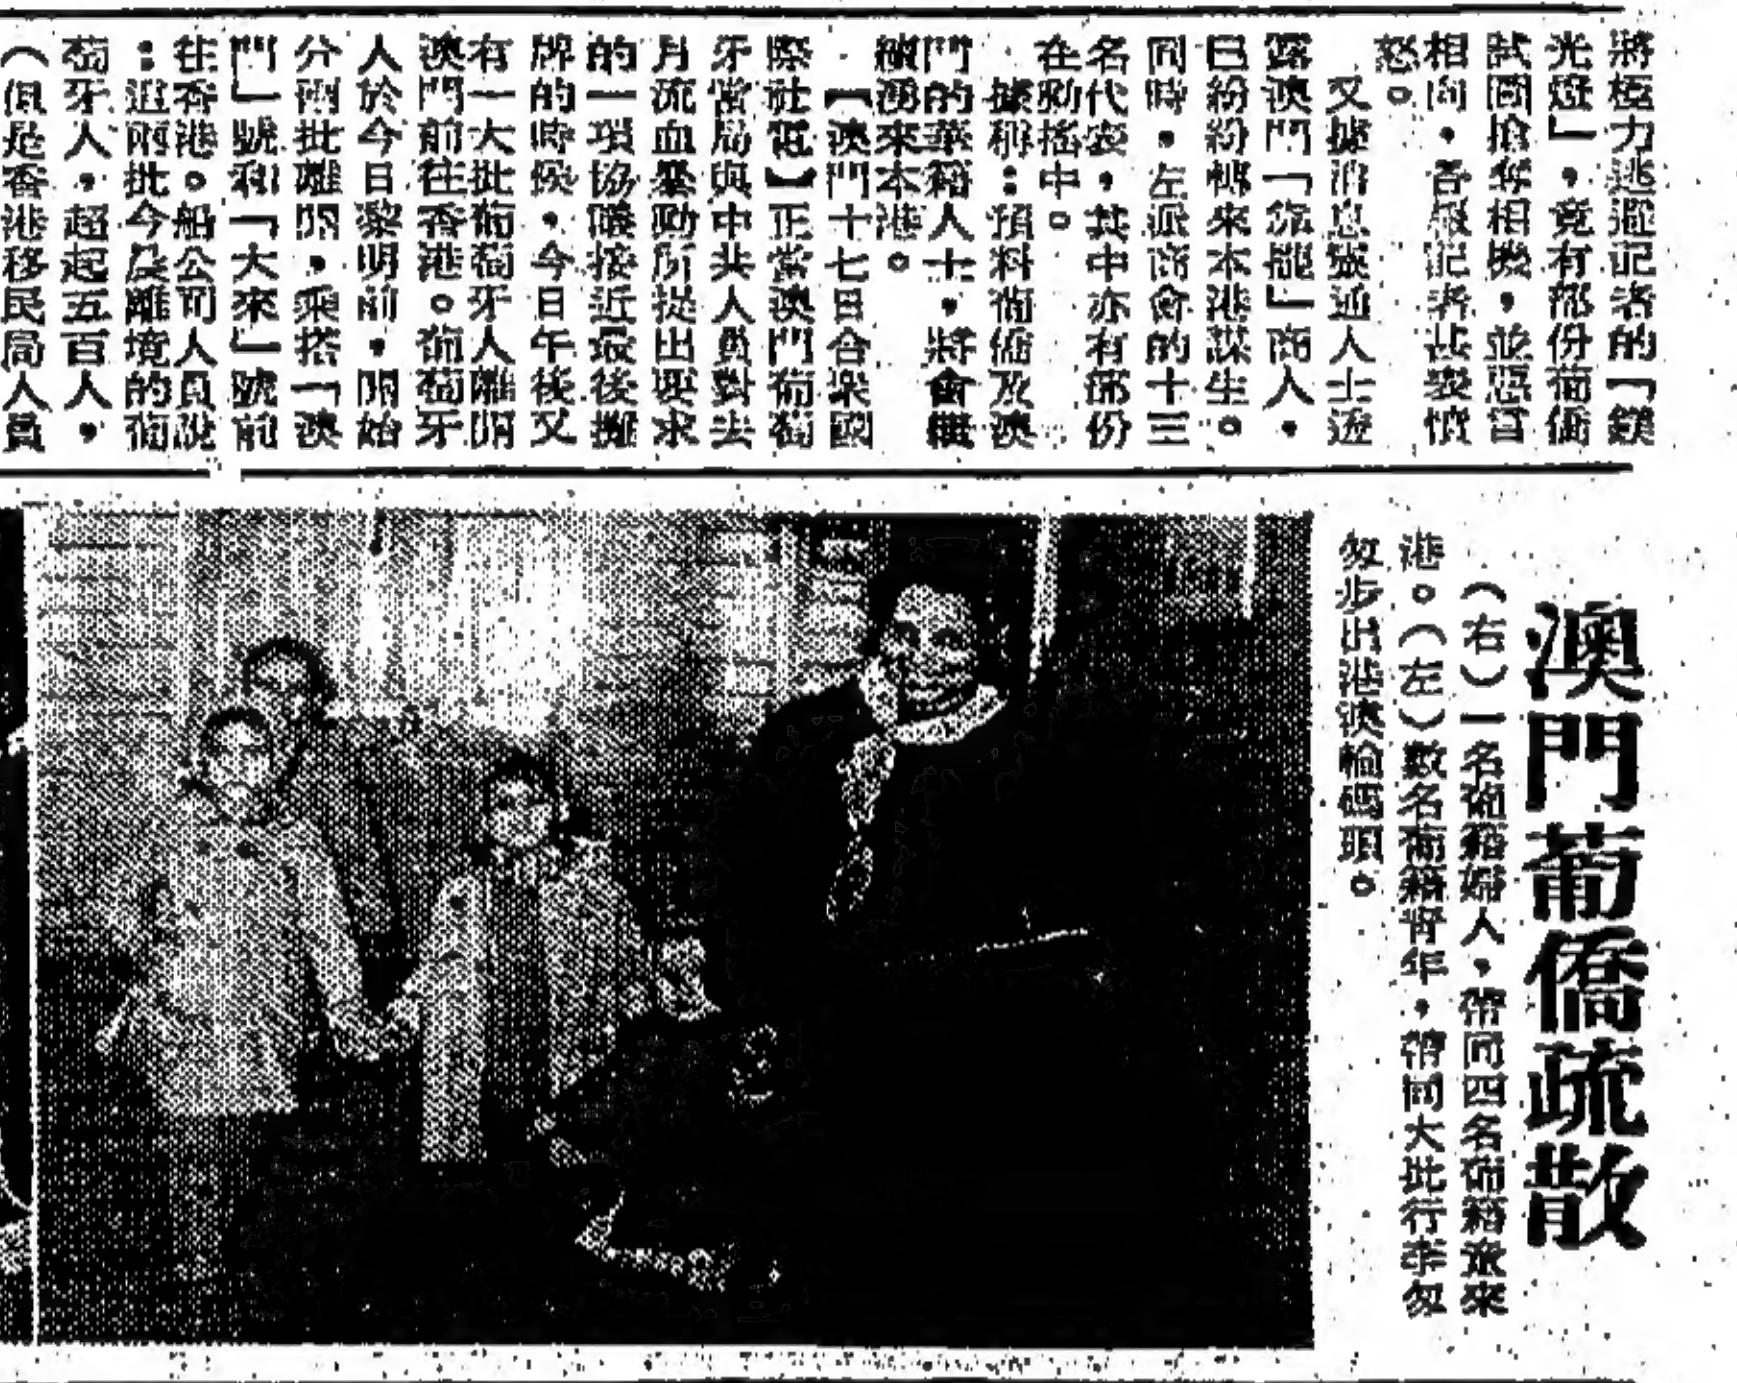 將極力逃避記者的「鎂
光燈」，竟有部份葡僑
試圖搶奪相機，並惡言
相向，各報記者甚表憤
怒。
又據消息靈通人士透
露澳門「靠攏」商人，
已紛紛轉來本港謀生。
同時，左派商會的十三
名代表，其中亦有部份
在動搖中。
據稱：預料葡僑及澳
門的華籍人士，將會繼
續湧來本港。
【澳門十七日合衆國
際社電】正當澳門葡萄
牙當局與中共人員對去
月流血暴動所提出要求
的一項協議接近最後攤
牌的時候，今日午後又
有一大批葡萄牙人離開
澳門前往香港。葡萄牙
人於今日黎明前，開始
分兩批離開，乘搭「澳
門」號和「大來」號前
往香港。船公司人員說
：這兩批今晨離境的葡
萄牙人，超起五百人，
（但是香港移民局人員
澳門葡僑疏散
（右）一名葡籍婦人，帶同四名葡籍孩來
港。（左）數名葡籍靑年，帶同大批行李匆
匆步出港澳輪碼頭。